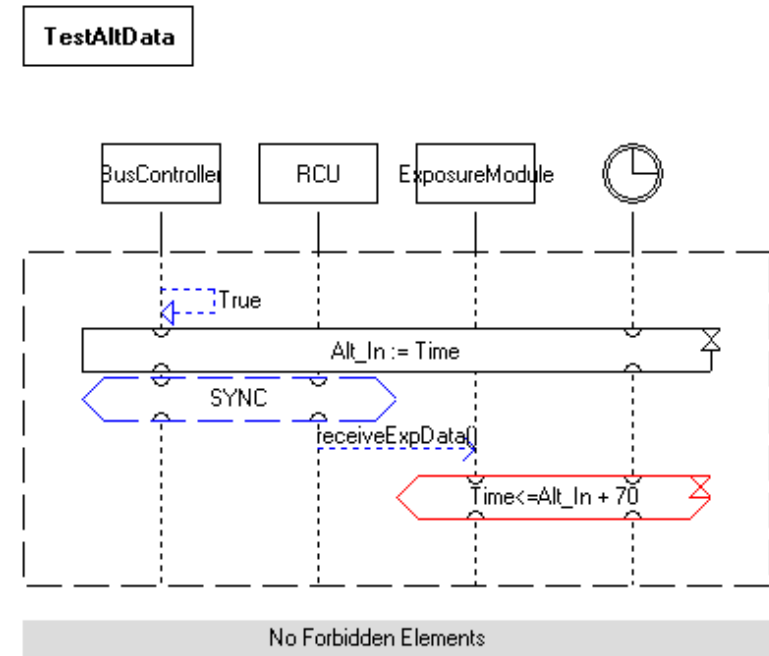 TestAltData
BusController
RCU
ExposureModule
True
Alt_In := Time
SYNC
receiveExpData()
Time<=Alt_In + 70
No Forbidden Elements